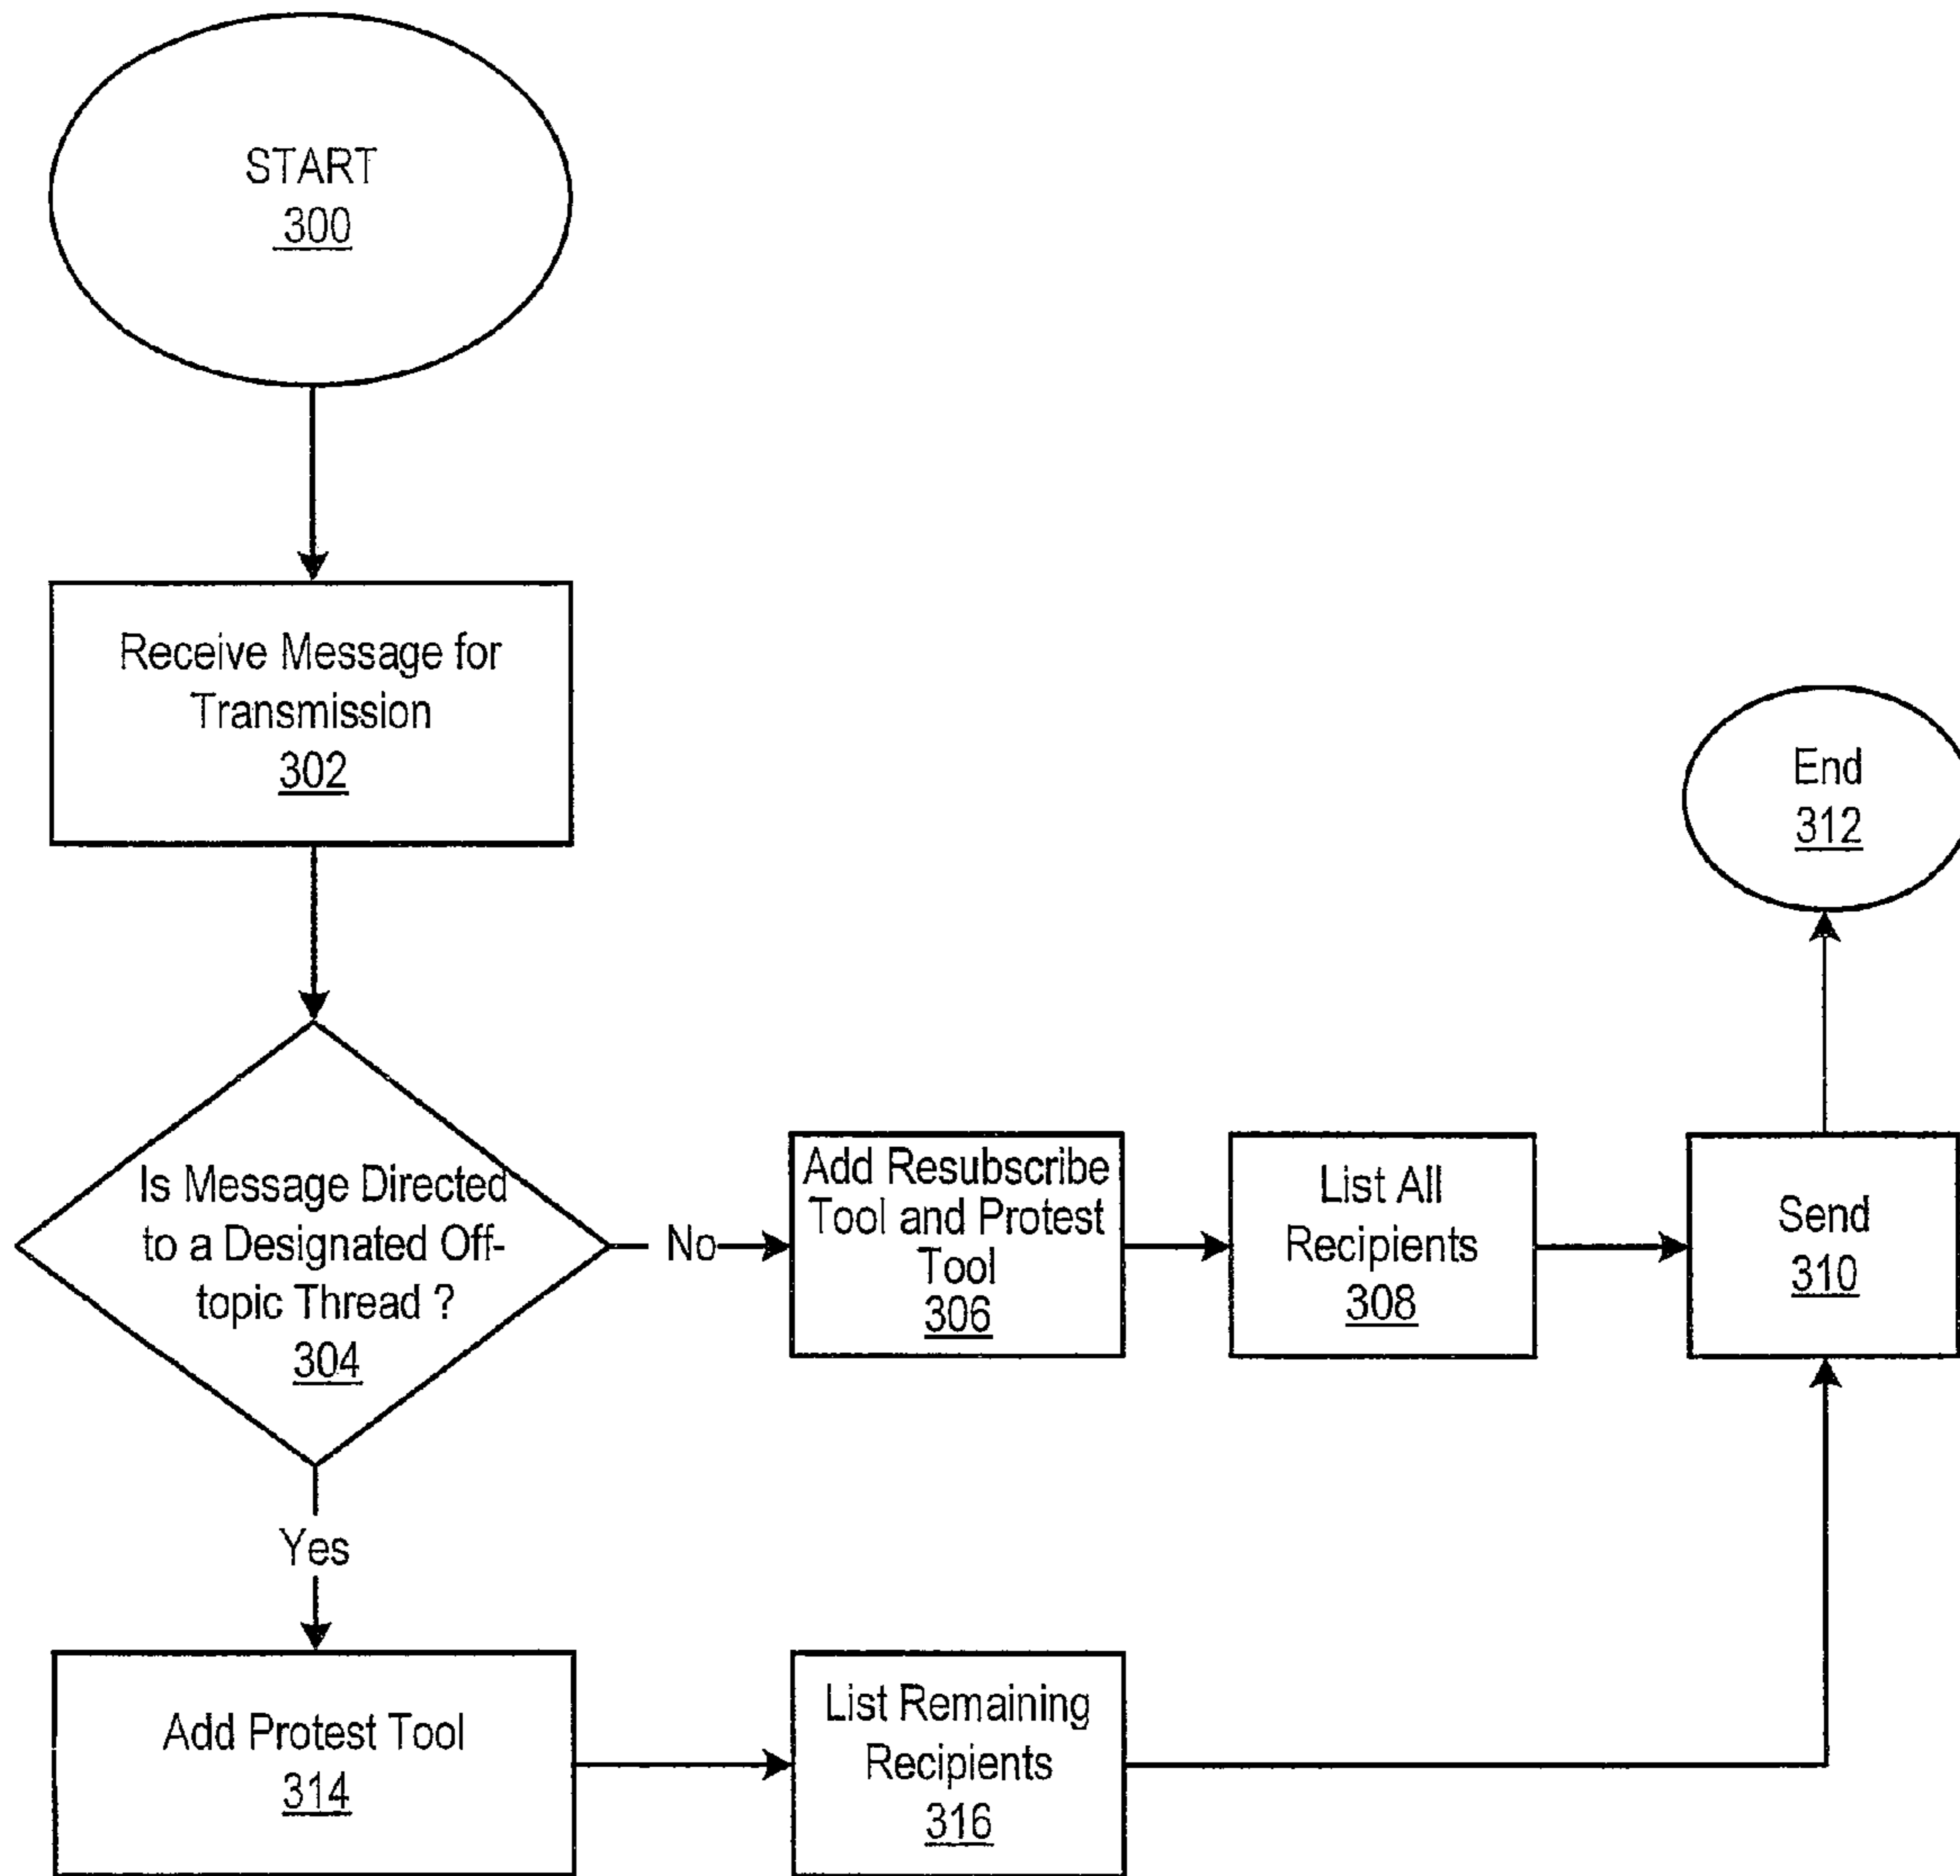 START
300
Receive Message for
Transmission
302
End
312
Is Message Directed
to a Designated Off-
topic Thread ?
304
No
Add Resubscribe
Tool and Protest
Tool
306
List All
Recipients
308
Send
310
Yes
Add Protest Tool
314
List Remaining
Recipients
316